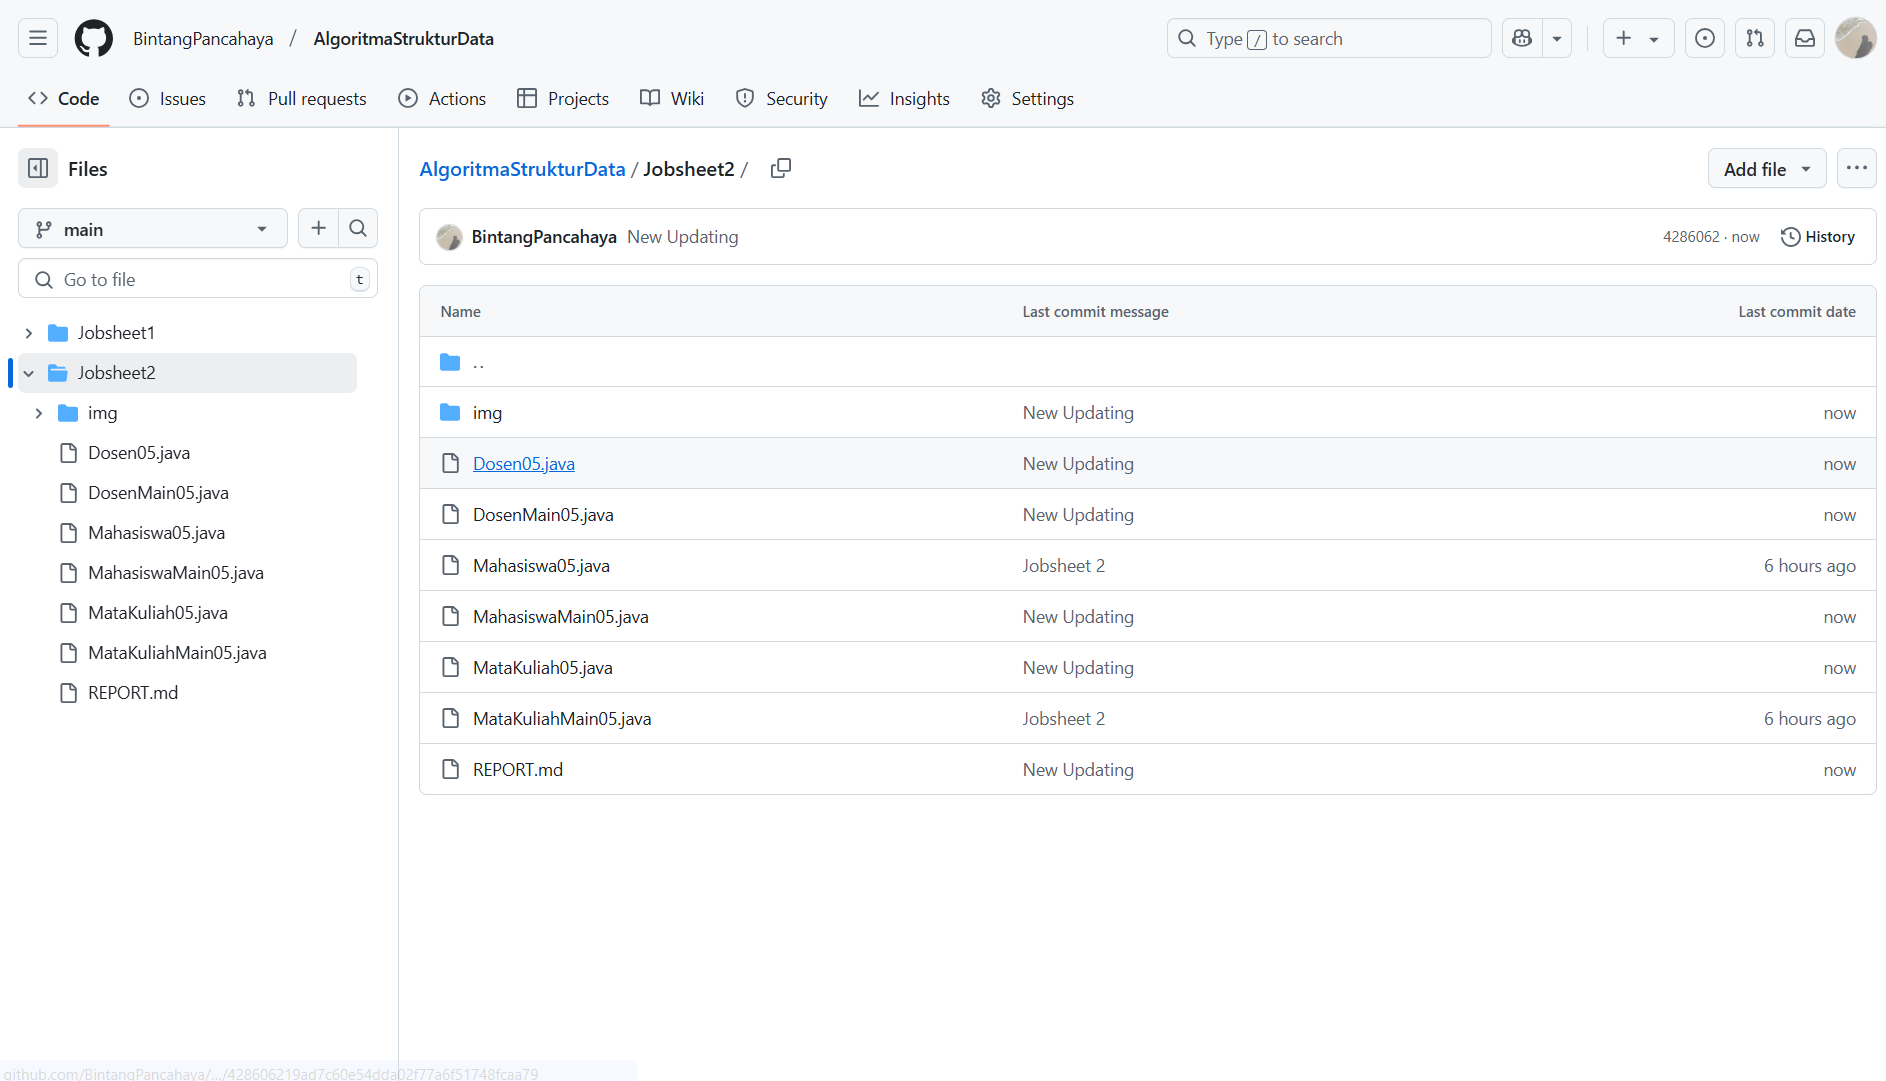 BintangPancahaya / AlgoritmaStrukturData
Type / to search
Code Issues Pull requests Actions Projects Wiki Security Insights Settings
Files
main
Go to file t
Jobsheet1
Jobsheet2
img
Dosen05.java
DosenMain05.java
Mahasiswa05.java
MahasiswaMain05.java
MataKuliah05.java
MataKuliahMain05.java
REPORT.md
AlgoritmaStrukturData / Jobsheet2 /
Add file
BintangPancahaya New Updating 4286062 · now History
Name Last commit message Last commit date
..
img New Updating now
Dosen05.java New Updating now
DosenMain05.java New Updating now
Mahasiswa05.java Jobsheet 2 6 hours ago
MahasiswaMain05.java New Updating now
MataKuliah05.java New Updating now
MataKuliahMain05.java Jobsheet 2 6 hours ago
REPORT.md New Updating now
github.com/BintangPancahaya/.../428606219ad7c60e54dda02f77a6f51748fcaa79